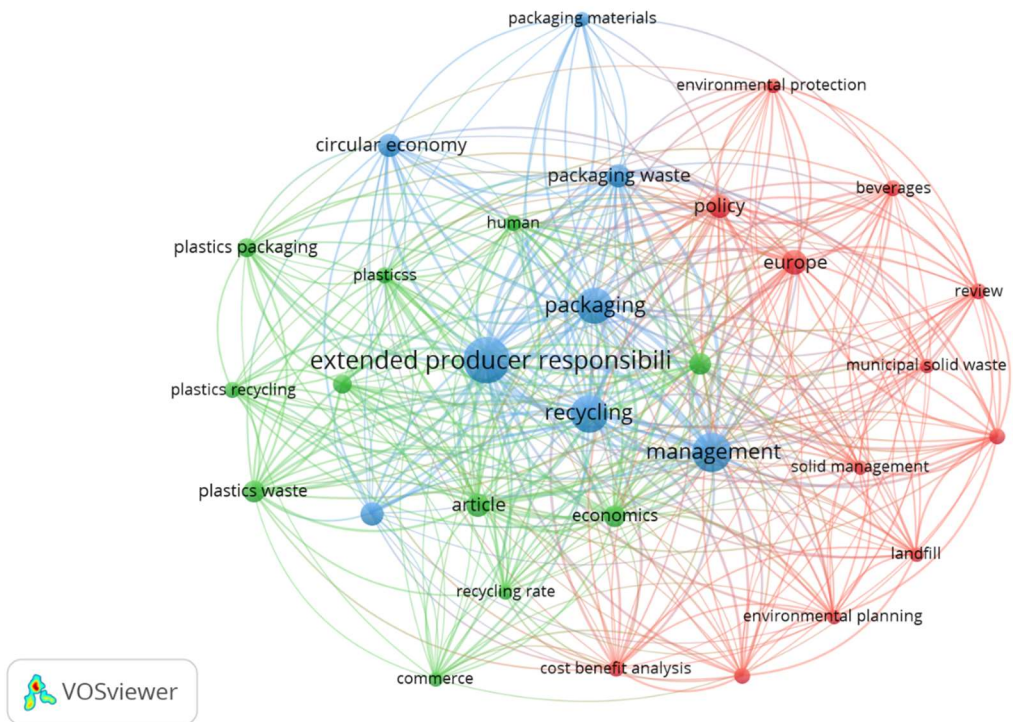 packaging materials
environmental protection
circular economy
packaging waste
beverages
policy
human
plastics packaging
europe
plasticss
review
packaging
extended producer responsibili
municipal solid waste
plastics recycling
recycling
management
solid management
plastics waste
article
economics
landfill
recycling rate
environmental planning
cost benefit analysis
commerce
VOSviewer